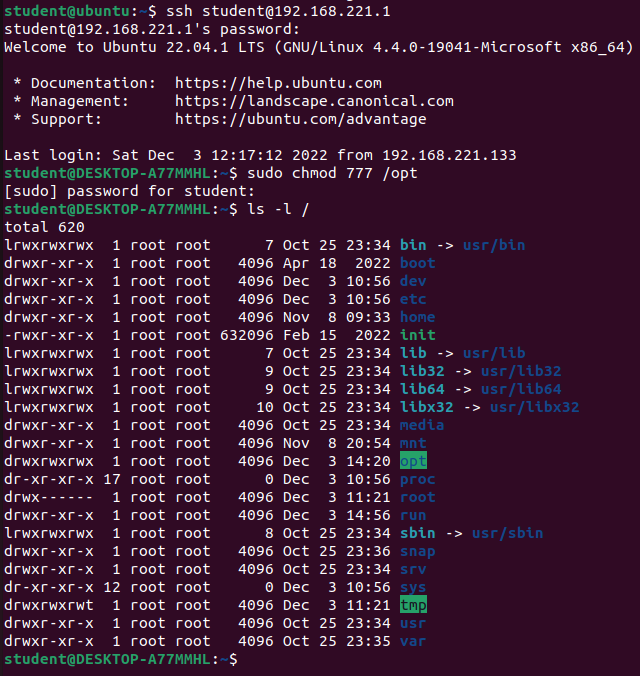 student@ubuntu:~$ ssh student@192.168.221.1
student@192.168.221.1's password:
Welcome to Ubuntu 22.04.1 LTS (GNU/Linux 4.4.0-19041-Microsoft x86_64)

 * Documentation:  https://help.ubuntu.com
 * Management:     https://landscape.canonical.com
 * Support:        https://ubuntu.com/advantage

Last login: Sat Dec  3 12:17:12 2022 from 192.168.221.133
student@DESKTOP-A77MMHL:~$ sudo chmod 777 /opt
[sudo] password for student:
student@DESKTOP-A77MMHL:~$ ls -l /
total 620
lrwxrwxrwx  1 root root      7 Oct 25 23:34 bin -> usr/bin
drwxr-xr-x  1 root root   4096 Apr 18  2022 boot
drwxr-xr-x  1 root root   4096 Dec  3 10:56 dev
drwxr-xr-x  1 root root   4096 Dec  3 10:56 etc
drwxr-xr-x  1 root root   4096 Nov  8 09:33 home
-rwxr-xr-x  1 root root 632096 Feb 15  2022 init
lrwxrwxrwx  1 root root      7 Oct 25 23:34 lib -> usr/lib
lrwxrwxrwx  1 root root      9 Oct 25 23:34 lib32 -> usr/lib32
lrwxrwxrwx  1 root root      9 Oct 25 23:34 lib64 -> usr/lib64
lrwxrwxrwx  1 root root     10 Oct 25 23:34 libx32 -> usr/libx32
drwxr-xr-x  1 root root   4096 Oct 25 23:34 media
drwxr-xr-x  1 root root   4096 Nov  8 20:54 mnt
drwxrwxrwx  1 root root   4096 Dec  3 14:20 opt
dr-xr-xr-x 17 root root      0 Dec  3 10:56 proc
drwx------  1 root root   4096 Dec  3 11:21 root
drwxr-xr-x  1 root root   4096 Dec  3 14:56 run
lrwxrwxrwx  1 root root      8 Oct 25 23:34 sbin -> usr/sbin
drwxr-xr-x  1 root root   4096 Oct 25 23:36 snap
drwxr-xr-x  1 root root   4096 Oct 25 23:34 srv
dr-xr-xr-x 12 root root      0 Dec  3 10:56 sys
drwxrwxrwt  1 root root   4096 Dec  3 11:21 tmp
drwxr-xr-x  1 root root   4096 Oct 25 23:34 usr
drwxr-xr-x  1 root root   4096 Oct 25 23:35 var
student@DESKTOP-A77MMHL:~$